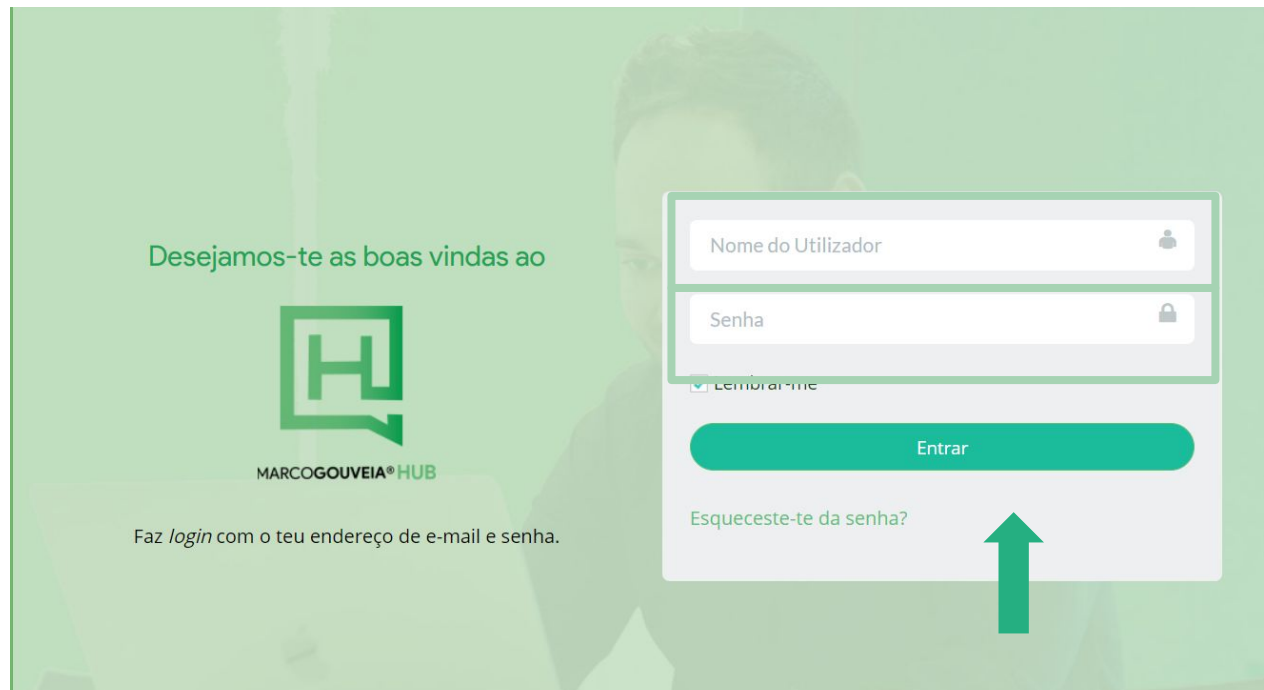 Desejamos-te as boas vindas ao
H
MARCOGOUVEIA® HUB
Faz login com o teu endereço de e-mail e senha.
Nome do Utilizador
Senha
Lembrar-me
Entrar
Esqueceste-te da senha?